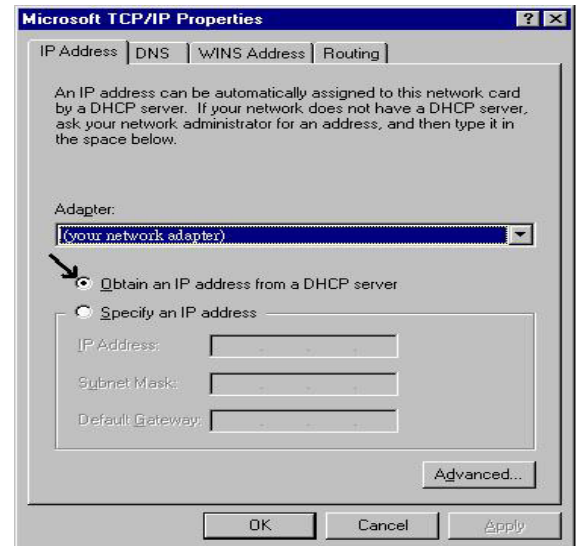 Microsoft TCP/IP Properties
IP Address DNS WINS Address Routing
An IP address can be automatically assigned to this network card
by a DHCP server. If your network does not have a DHCP server,
ask your network administrator for an address, and then type it in
the space below.
Adapter:
(your network adapter)
Obtain an IP address from a DHCP server
Specify an IP address
IP Address:
Subnet Mask:
Default Gateway:
Advanced...
OK Cancel Apply